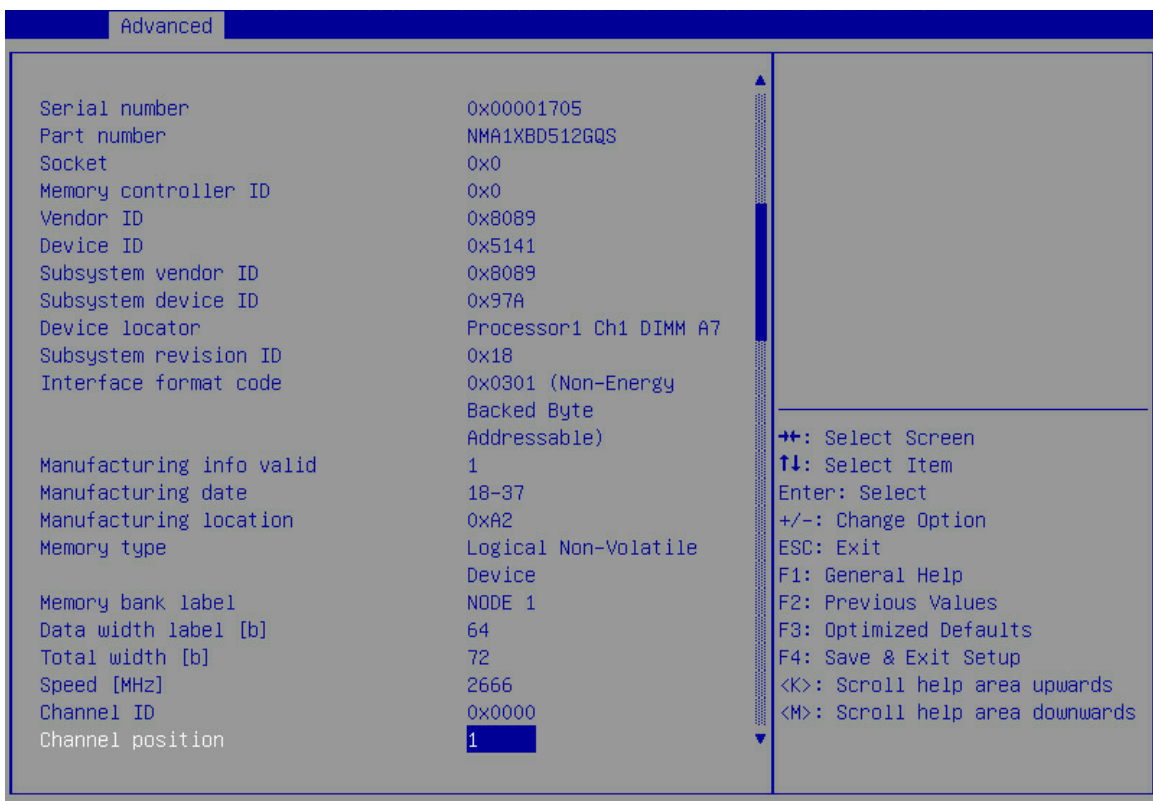 Advanced
Serial number 0x00001705
Part number NMA1XBD512GQS
Socket 0x0
Memory controller ID 0x0
Vendor ID 0x8089
Device ID 0x5141
Subsystem vendor ID 0x8089
Subsystem device ID 0x97A
Device locator Processor1 Ch1 DIMM A7
Subsystem revision ID 0x18
Interface format code 0x0301 (Non-Energy
Backed Byte
Addressable)
Manufacturing info valid 1
Manufacturing date 18-37
Manufacturing location 0xA2
Memory type Logical Non-Volatile
Device
Memory bank label NODE 1
Data width label [b] 64
Total width [b] 72
Speed [MHz] 2666
Channel ID 0x0000
Channel position 1
→←: Select Screen
↑↓: Select Item
Enter: Select
+/-: Change Option
ESC: Exit
F1: General Help
F2: Previous Values
F3: Optimized Defaults
F4: Save & Exit Setup
<K>: Scroll help area upwards
<M>: Scroll help area downwards